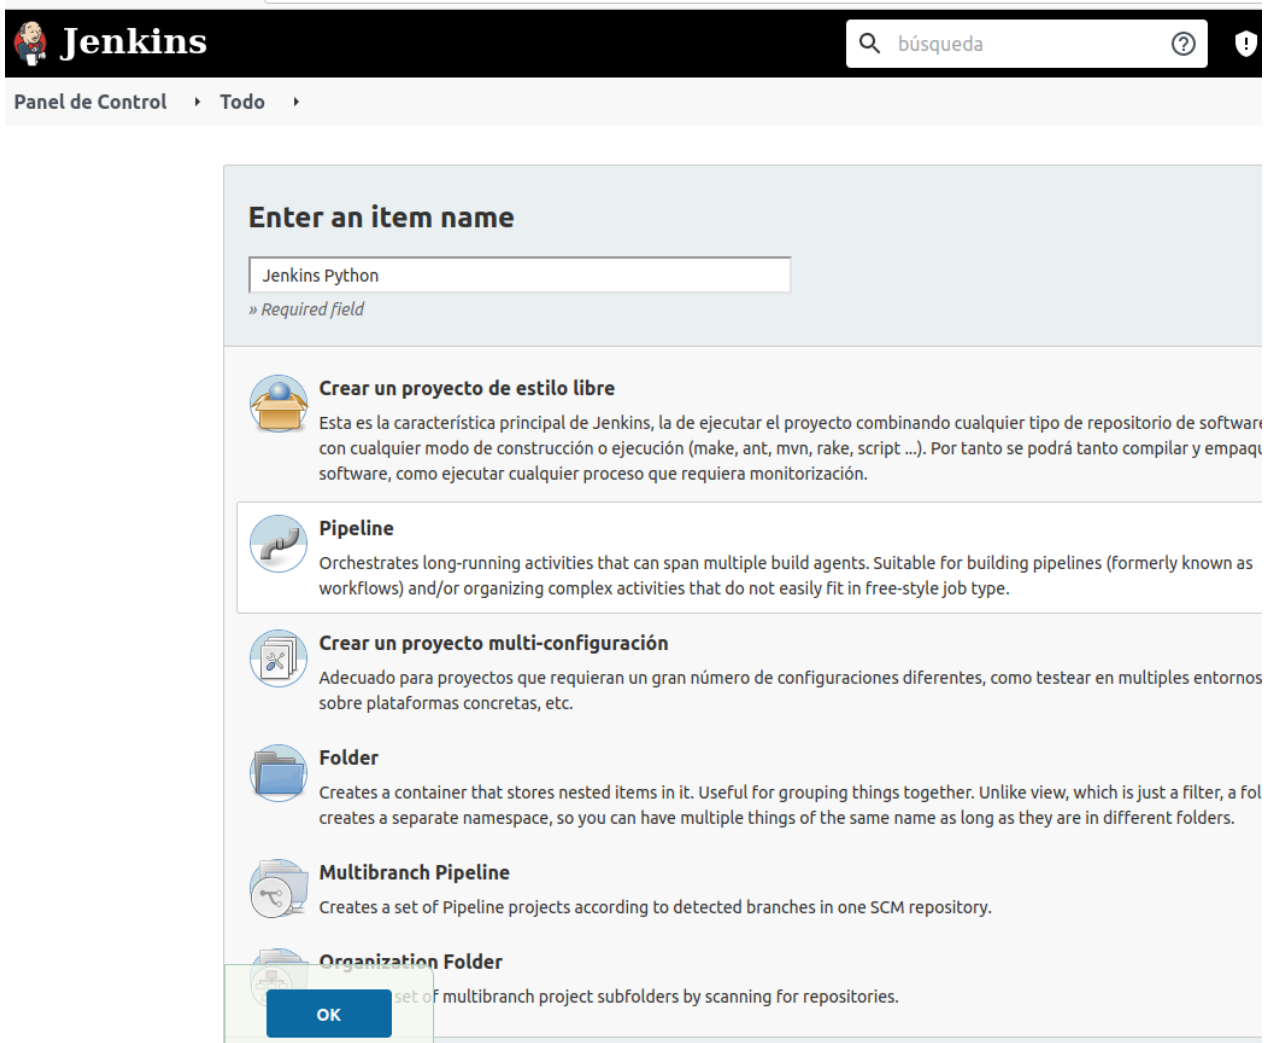 Jenkins
búsqueda
Panel de Control
Todo
Enter an item name
Jenkins Python
» Required field
Crear un proyecto de estilo libre
Esta es la característica principal de Jenkins, la de ejecutar el proyecto combinando cualquier tipo de repositorio de software
con cualquier modo de construcción o ejecución (make, ant, mvn, rake, script ...). Por tanto se podrá tanto compilar y empaqu
software, como ejecutar cualquier proceso que requiera monitorización.
Pipeline
Orchestrates long-running activities that can span multiple build agents. Suitable for building pipelines (formerly known as
workflows) and/or organizing complex activities that do not easily fit in free-style job type.
Crear un proyecto multi-configuración
Adecuado para proyectos que requieran un gran número de configuraciones diferentes, como testear en multiples entornos
sobre plataformas concretas, etc.
Folder
Creates a container that stores nested items in it. Useful for grouping things together. Unlike view, which is just a filter, a fol
creates a separate namespace, so you can have multiple things of the same name as long as they are in different folders.
Multibranch Pipeline
Creates a set of Pipeline projects according to detected branches in one SCM repository.
Organization Folder
set of multibranch project subfolders by scanning for repositories.
OK